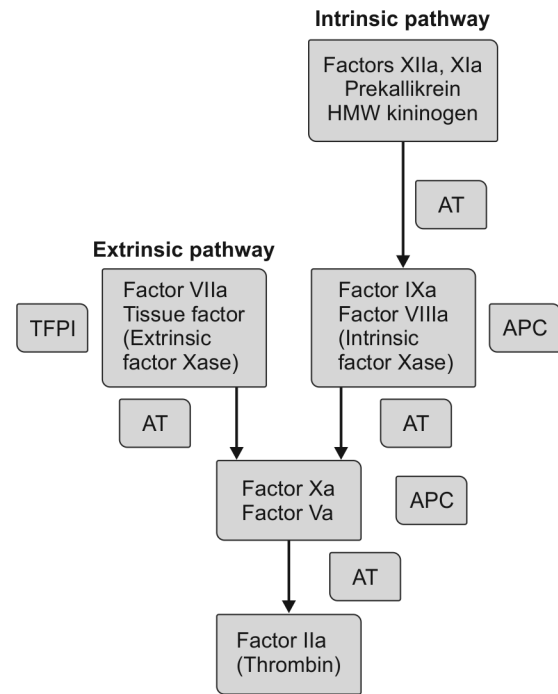 Intrinsic pathway
Factors XIIa, XIa
Prekallikrein
HMW kininogen
AT
Extrinsic pathway
TFPI
Factor VIIa
Tissue factor
(Extrinsic
factor Xase)
Factor IXa
Factor VIIIa
(Intrinsic
factor Xase)
APC
AT
AT
Factor Xa
Factor Va
APC
AT
Factor IIa
(Thrombin)